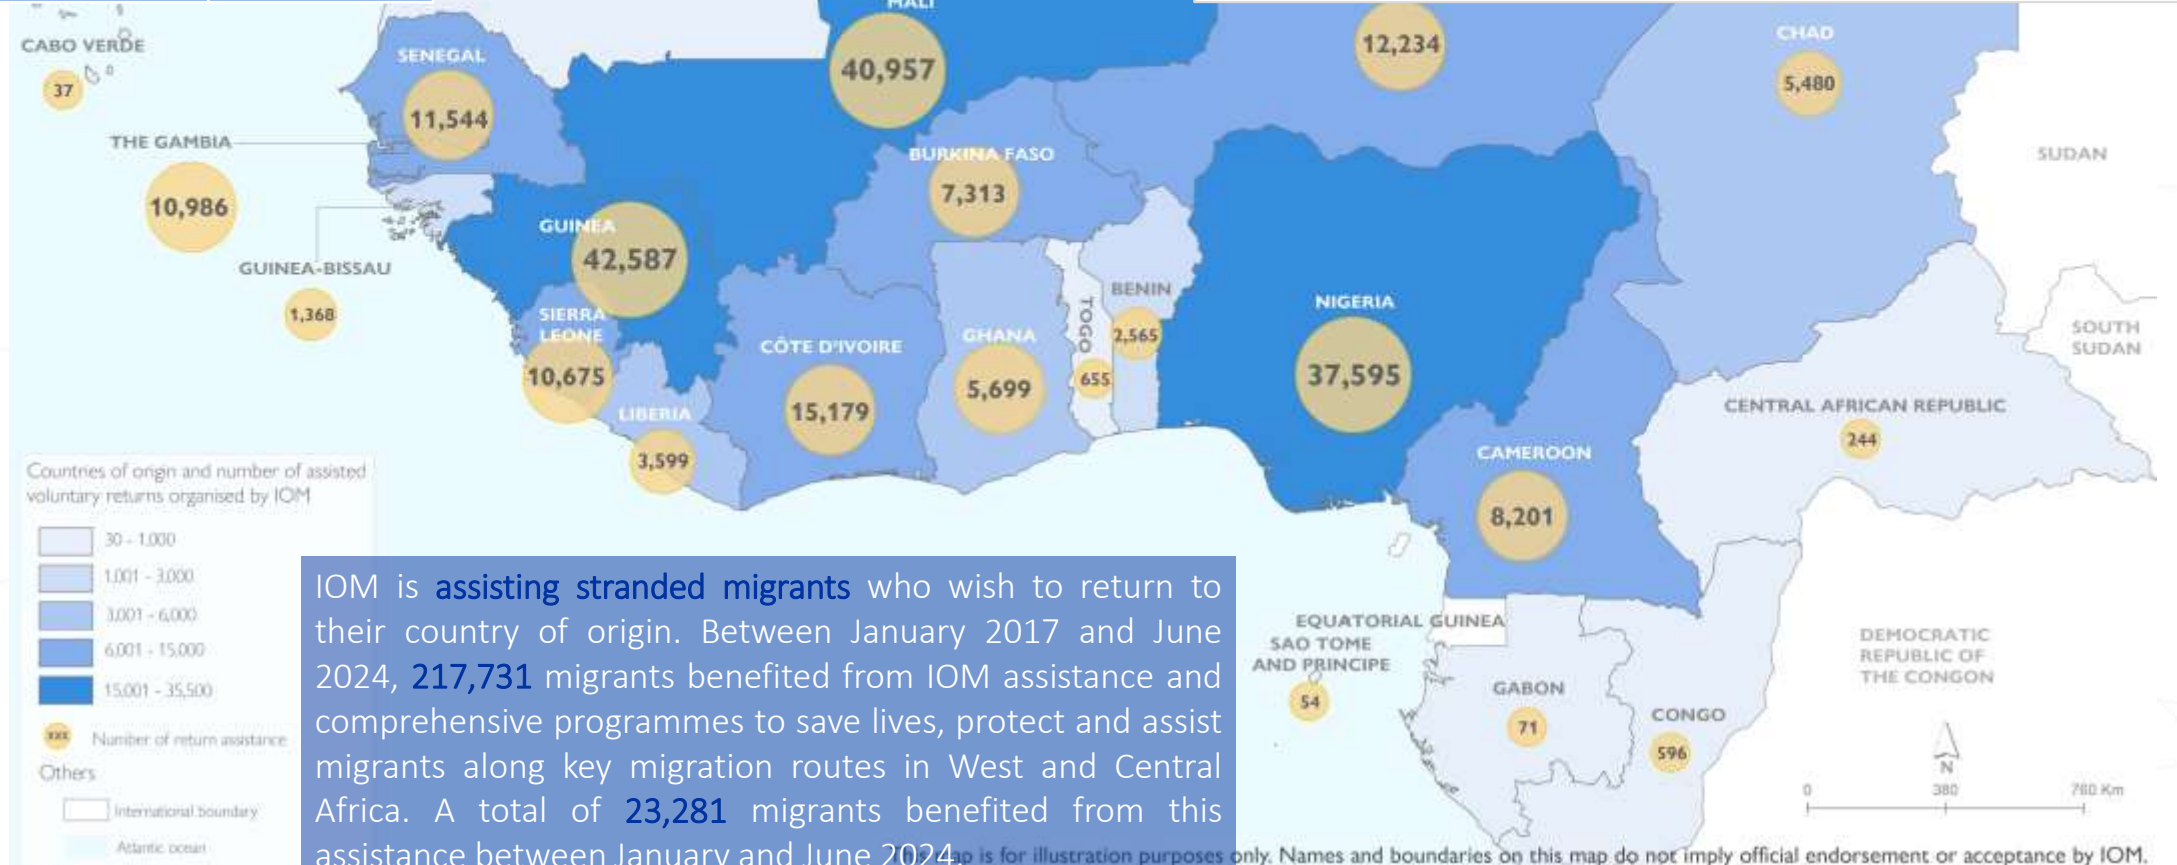 MALI
40,957
12,234
CHAD
5,480
CABO VERDE
37
SENEGAL
11,544
THE GAMBIA
10,986
BURKINA FASO
7,313
SUDAN
GUINEA
42,587
GUINEA-BISSAU
1,368
SIERRA
LEONE
10,675
LIBERIA
3,599
CÔTE D'IVOIRE
15,179
GHANA
5,699
TOGO
655
BENIN
2,565
NIGERIA
37,595
SOUTH
SUDAN
CENTRAL AFRICAN REPUBLIC
244
CAMEROON
8,201
EQUATORIAL GUINEA
SAO TOME
AND PRINCIPE
54
GABON
71
CONGO
596
DEMOCRATIC
REPUBLIC OF
THE CONGON
N
0 380 760 Km
Countries of origin and number of assisted
voluntary returns organised by IOM
30 - 1,000
1,001 - 3,000
3,001 - 6,000
6,001 - 15,000
15,001 - 35,500
xxx Number of return assistance
Others
International boundary
Atlantic ocean
IOM is assisting stranded migrants who wish to return to
their country of origin. Between January 2017 and June
2024, 217,731 migrants benefited from IOM assistance and
comprehensive programmes to save lives, protect and assist
migrants along key migration routes in West and Central
Africa. A total of 23,281 migrants benefited from this
assistance between January and June 2024.
This map is for illustration purposes only. Names and boundaries on this map do not imply official endorsement or acceptance by IOM.